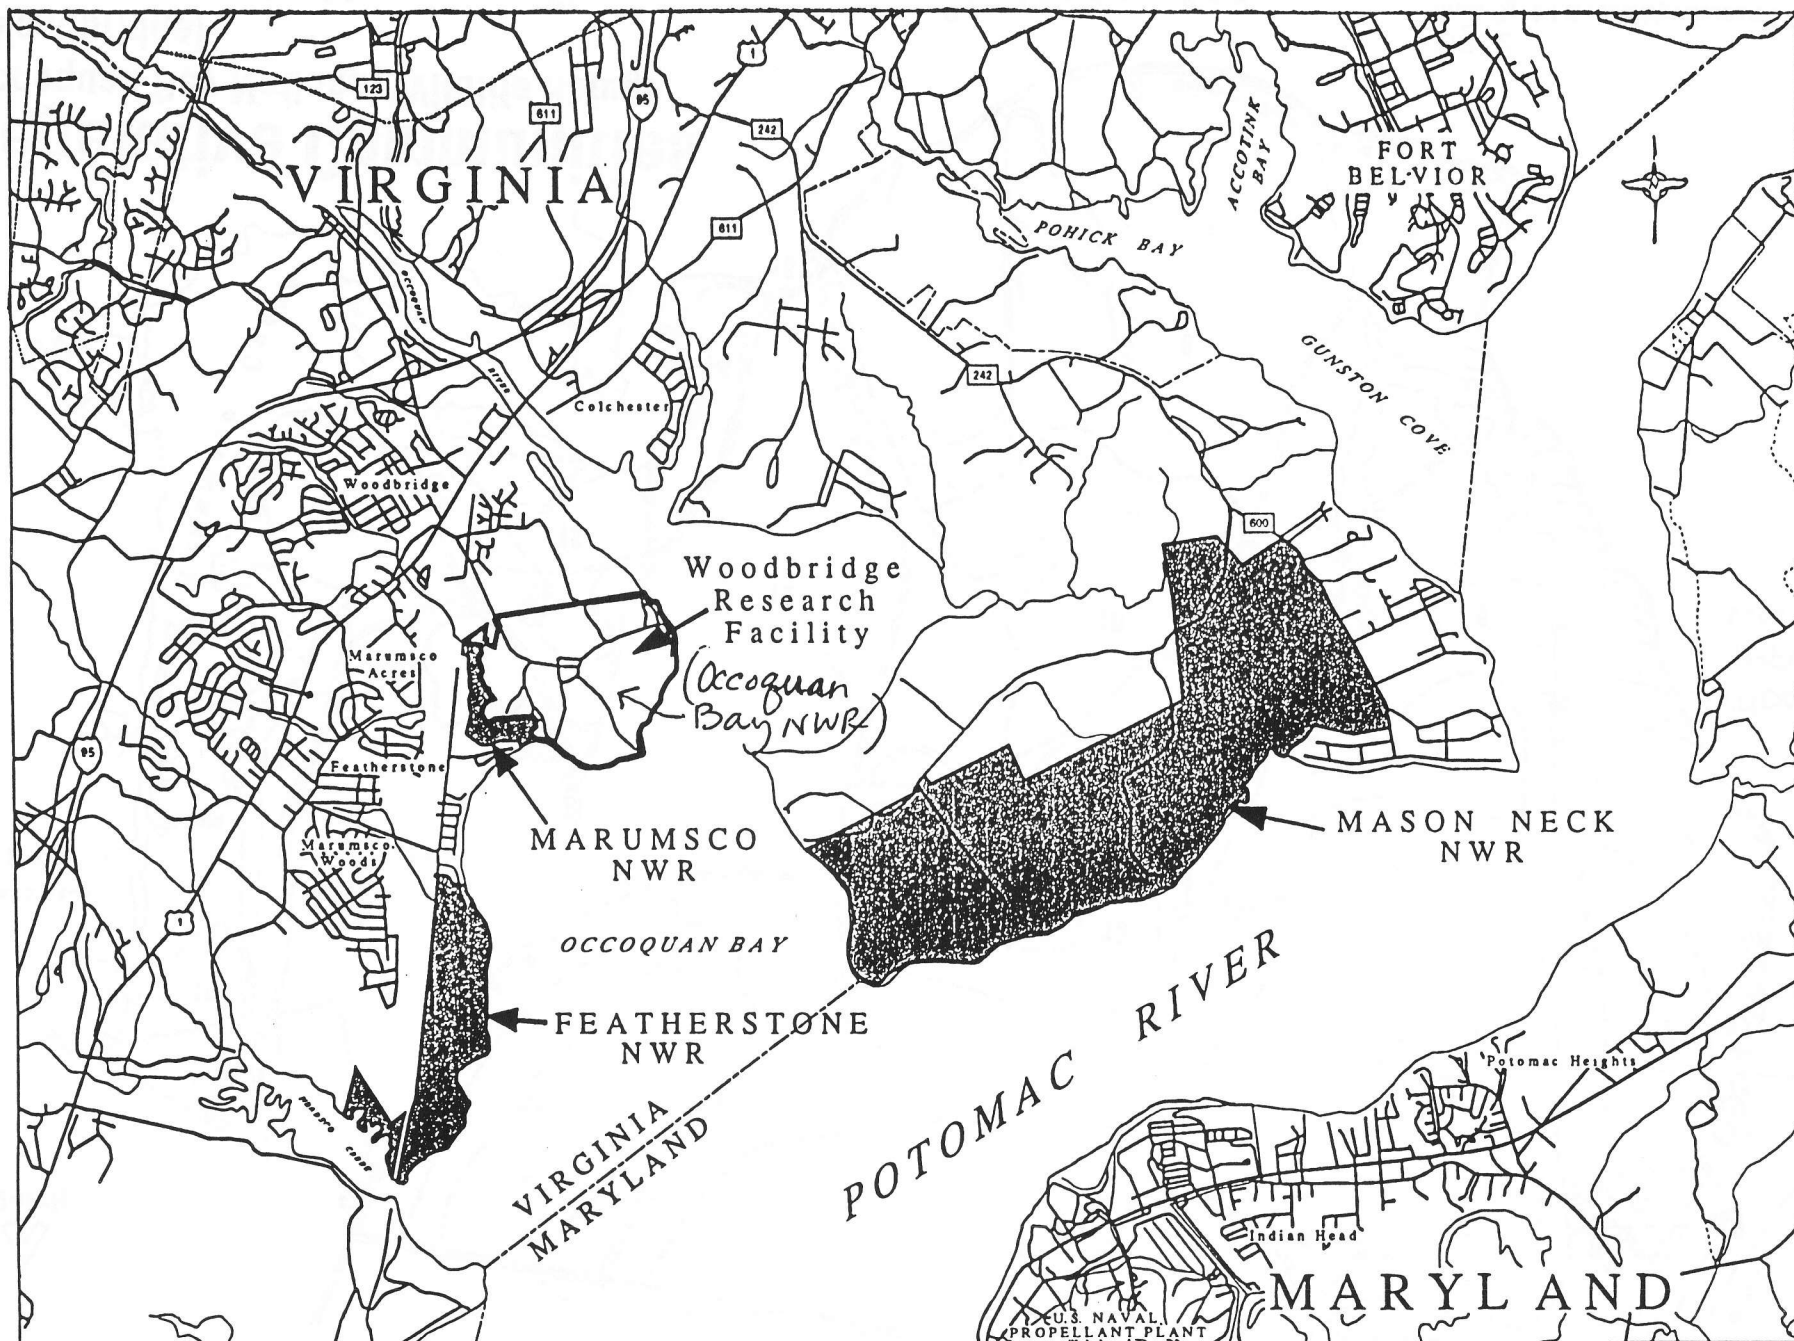 1
123
95
611
242
VIRGINIA
FORT
BELVIOR
ACCOTINK
BAY
POHICK BAY
611
OCCOQUAN
RIVER
GUNSTON COVE
242
Colchester
Woodbridge
600
Woodbridge
Research
Facility
(Occoquan
Bay NWR)
Marumsco
Acres
95
Featherstone
MARUMSCO
NWR
MASON NECK
NWR
Marumsco
Woods
1
OCCOQUAN BAY
FEATHERSTONE
NWR
POTOMAC RIVER
Potomac Heights
VIRGINIA
MARYLAND
Indian Head
MARYLAND
U.S. NAVAL
PROPELLANT PLANT